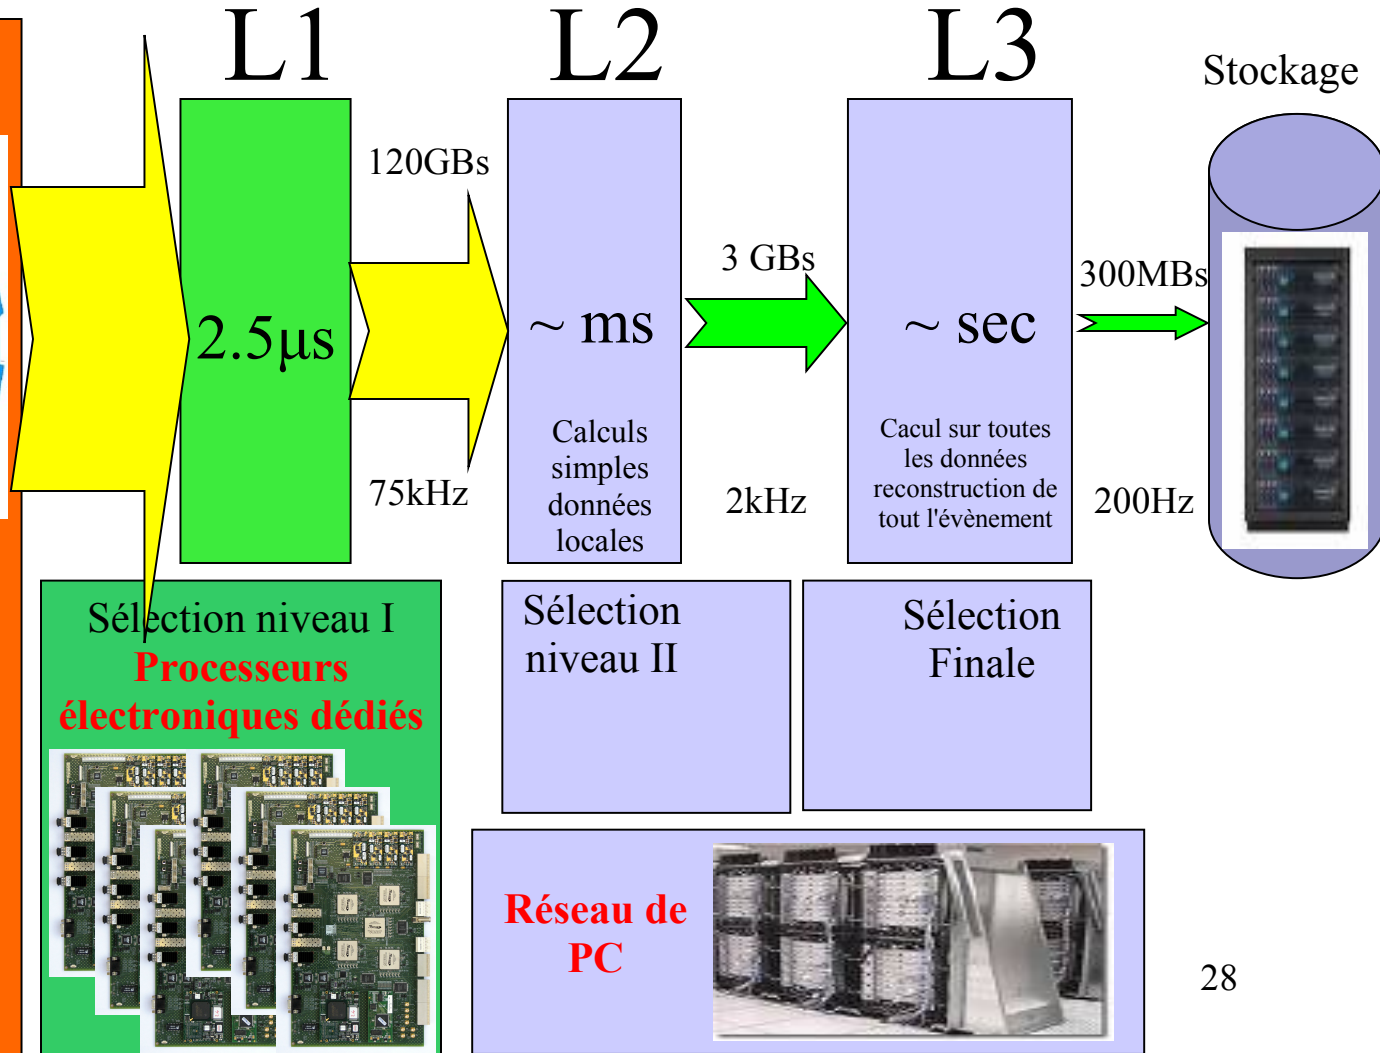 L1
L2
L3
Stockage
120GBs
3 GBs
300MBs
2.5µs
~ ms
~ sec
Calculs
simples
données
locales
Cacul sur toutes
les données
reconstruction de
tout l'évènement
75kHz
2kHz
200Hz
Sélection niveau I
Processeurs
électroniques dédiés
Sélection
niveau II
Sélection
Finale
Réseau de
PC
28